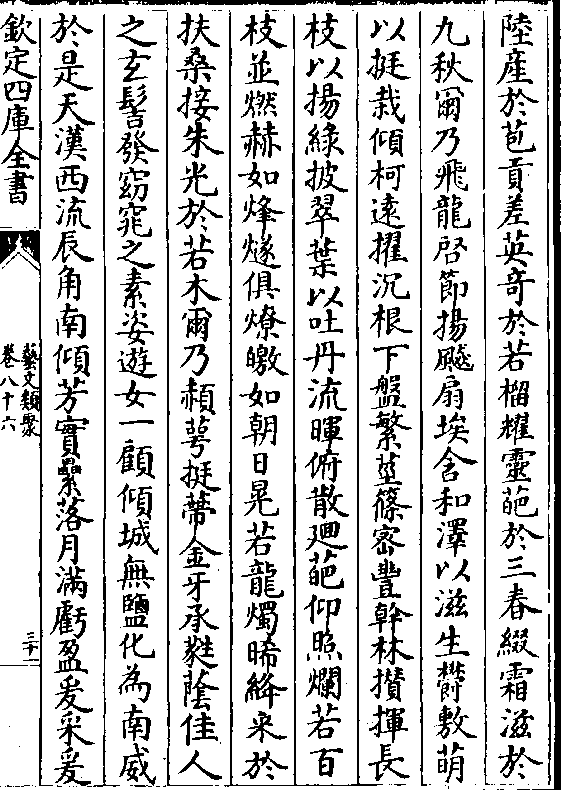 陸産於苞貢差英奇於若榴耀靈葩於三春綴霜滋於
九秋爾乃飛龍啓節揚飈扇埃含和澤以滋生欝敷萌
以挺栽傾柯遠擢沉根下盤繁莖篠密豐幹林攢揮長
枝以揚綠披翠葉以吐丹流暉俯散廻葩仰照爛若百
枝並燃赫如烽燧俱燎皦如朝日晃若龍燭晞絳采於
扶桑接朱光於若木爾乃赬萼挺蔕金牙承蕤蔭佳人
之玄髻發窈窕之素姿遊女一顧傾城無鹽化為南威
於是天漢西流辰角南傾芳實壘落月滿虧盈爰采爰
欽定四庫全書
藝文類聚
卷八十六
三十一